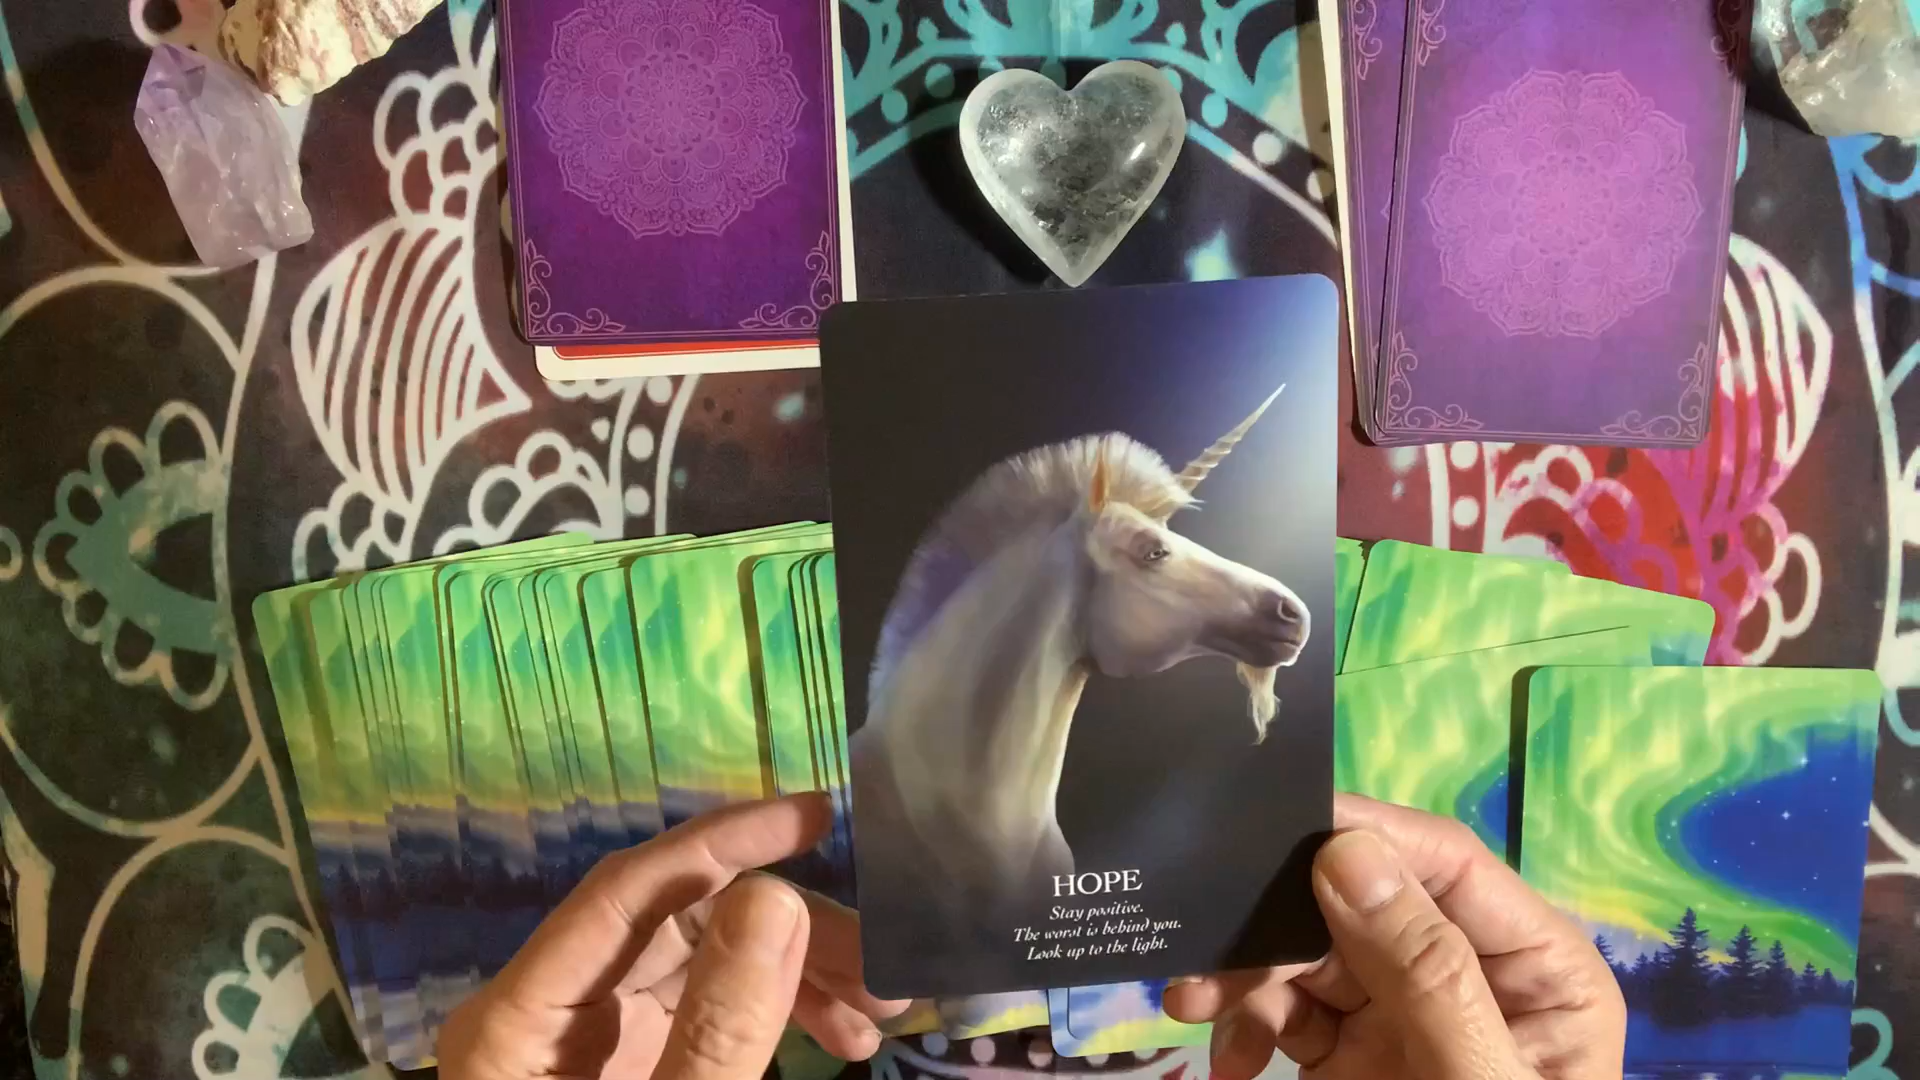 HOPE
Stay positive.
The worst is behind you.
Look up to the light.